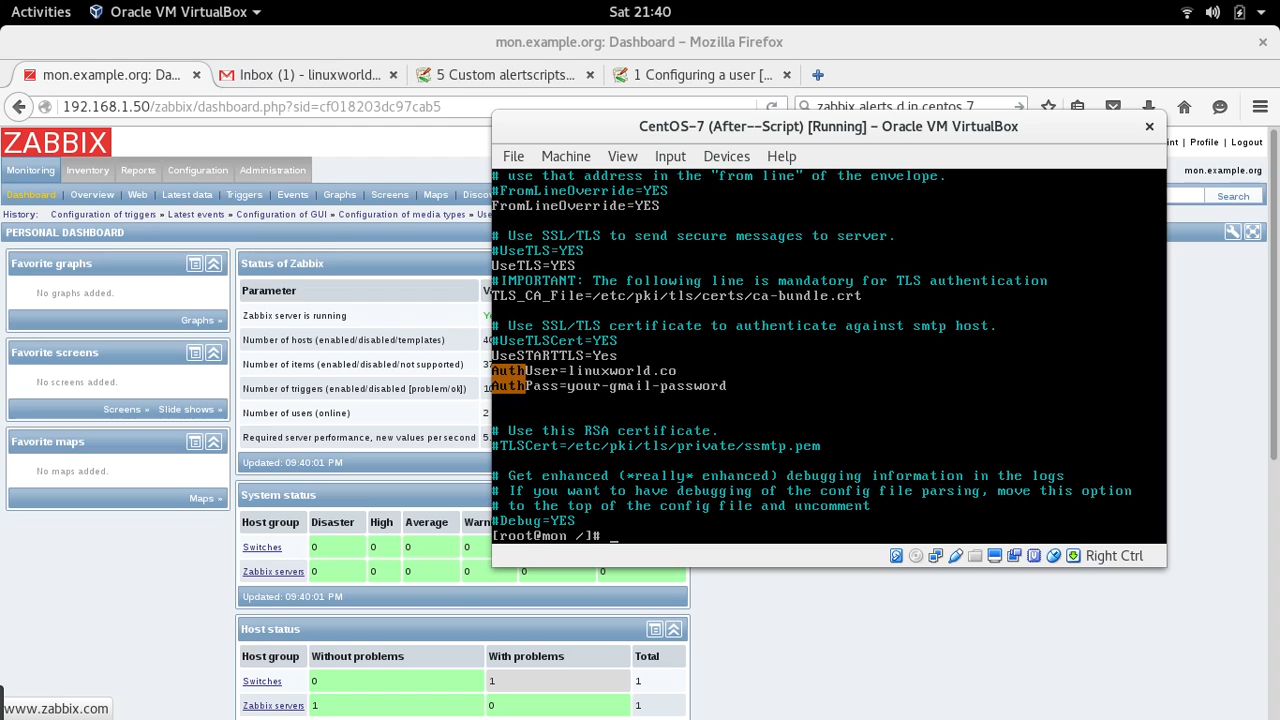 Activities Oracle VM VirtualBox Sat 21:40
mon.example.org: Dashboard – Mozilla Firefox
mon.example.org: Da... Inbox (1) - linuxworld... 5 Custom alertscripts... 1 Configuring a user [...
192.168.1.50/zabbix/dashboard.php?sid=cf018203dc97cab5 zabbix alerts.d in centos 7
ZABBIX
Profile | Logout
Monitoring Inventory Reports Configuration Administration
mon.example.org
Dashboard | Overview | Web | Latest data | Triggers | Events | Graphs | Screens | Maps | Search
History: Configuration of triggers » Latest events » Configuration of GUI » Configuration of media types »
PERSONAL DASHBOARD
Favorite graphs
No graphs added.
Graphs »
Favorite screens
No screens added.
Screens » Slide shows »
Favorite maps
No maps added.
Maps »
Status of Zabbix
Parameter
Zabbix server is running
Number of hosts (enabled/disabled/templates)
Number of items (enabled/disabled/not supported)
Number of triggers (enabled/disabled [problem/ok])
Number of users (online) 2
Required server performance, new values per second
Updated: 09:40:01 PM
System status
Host group Disaster High Average
Switches 0 0 0
Zabbix servers 0 0 0 0 0
Updated: 09:40:01 PM
Host status
Host group Without problems With problems Total
Switches 0 1 1
Zabbix servers 1 0 1
www.zabbix.com
CentOS-7 (After--Script) [Running] – Oracle VM VirtualBox
File Machine View Input Devices Help
# use that address in the "from line" of the envelope.
#FromLineOverride=YES
FromLineOverride=YES
# Use SSL/TLS to send secure messages to server.
#UseTLS=YES
UseTLS=YES
#IMPORTANT: The following line is mandatory for TLS authentication
TLS_CA_File=/etc/pki/tls/certs/ca-bundle.crt
# Use SSL/TLS certificate to authenticate against smtp host.
#UseTLSCert=YES
UseSTARTTLS=Yes
AuthUser=linuxworld.co
AuthPass=your-gmail-password
# Use this RSA certificate.
#TLSCert=/etc/pki/tls/private/ssmtp.pem
# Get enhanced (*really* enhanced) debugging information in the logs
# If you want to have debugging of the config file parsing, move this option
# to the top of the config file and uncomment
#Debug=YES
[root@mon /]# _
Right Ctrl